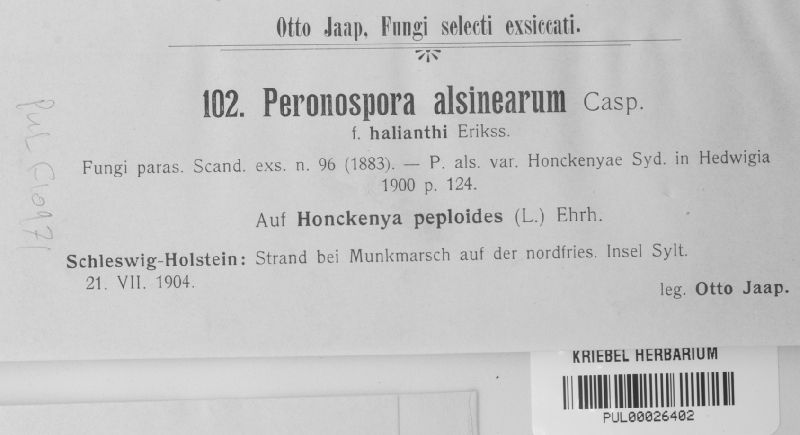 Otto Jaap, Fungi selecti exsiccati.
102. Peronospora alsinearum Casp.
f. halianthi Erikss.
Fungi paras. Scand. exs. n. 96 (1883). — P. als. var. Honckenyae Syd. in Hedwigia
1900 p. 124.
Auf Honckenya peploides (L.) Ehrh.
Schleswig-Holstein: Strand bei Munkmarsch auf der nordfries. Insel Sylt.
21. VII. 1904.
leg. Otto Jaap.
PUL F10971
KRIEBEL HERBARIUM
PUL00026402